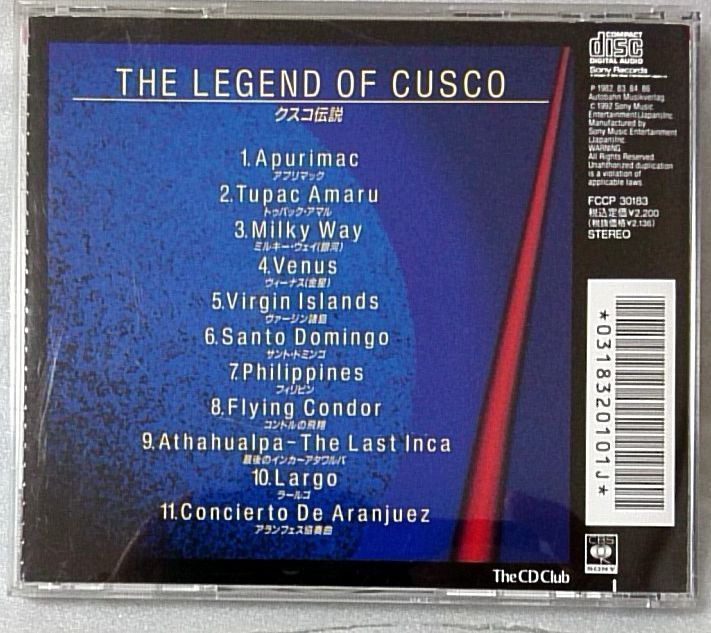 THE LEGEND OF CUSCO
クスコ伝説
1.Apurimac
アプリマック
2.Tupac Amaru
トゥパック・アマル
3.Milky Way
ミルキー・ウェイ(銀河)
4.Venus
ヴィーナス(金星)
5.Virgin Islands
ヴァージン諸島
6.Santo Domingo
サント・ドミンゴ
7.Philippines
フィリピン
8.Flying Condor
コンドルの飛翔
9.Athahualpa-The Last Inca
最後のインカーアタワルパ
10.Largo
ラールゴ
11.Concierto De Aranjuez
アランフェス協奏曲
The CD Club
COMPACT
disc
DIGITAL AUDIO
Sony Records
P 1982, 83, 84, 86
Autobahn Musikverlag.
C 1992 Sony Music
Entertainment(Japan)Inc.
Manufactured by
Sony Music Entertainment
(Japan)Inc.
WARNING:
All Rights Reserved.
Unauthorized duplication
is a violation of
applicable laws.
FCCP 30183
税込定価¥2,200
(税抜価格¥2,136)
STEREO
*0318320101J*
CBS
SONY